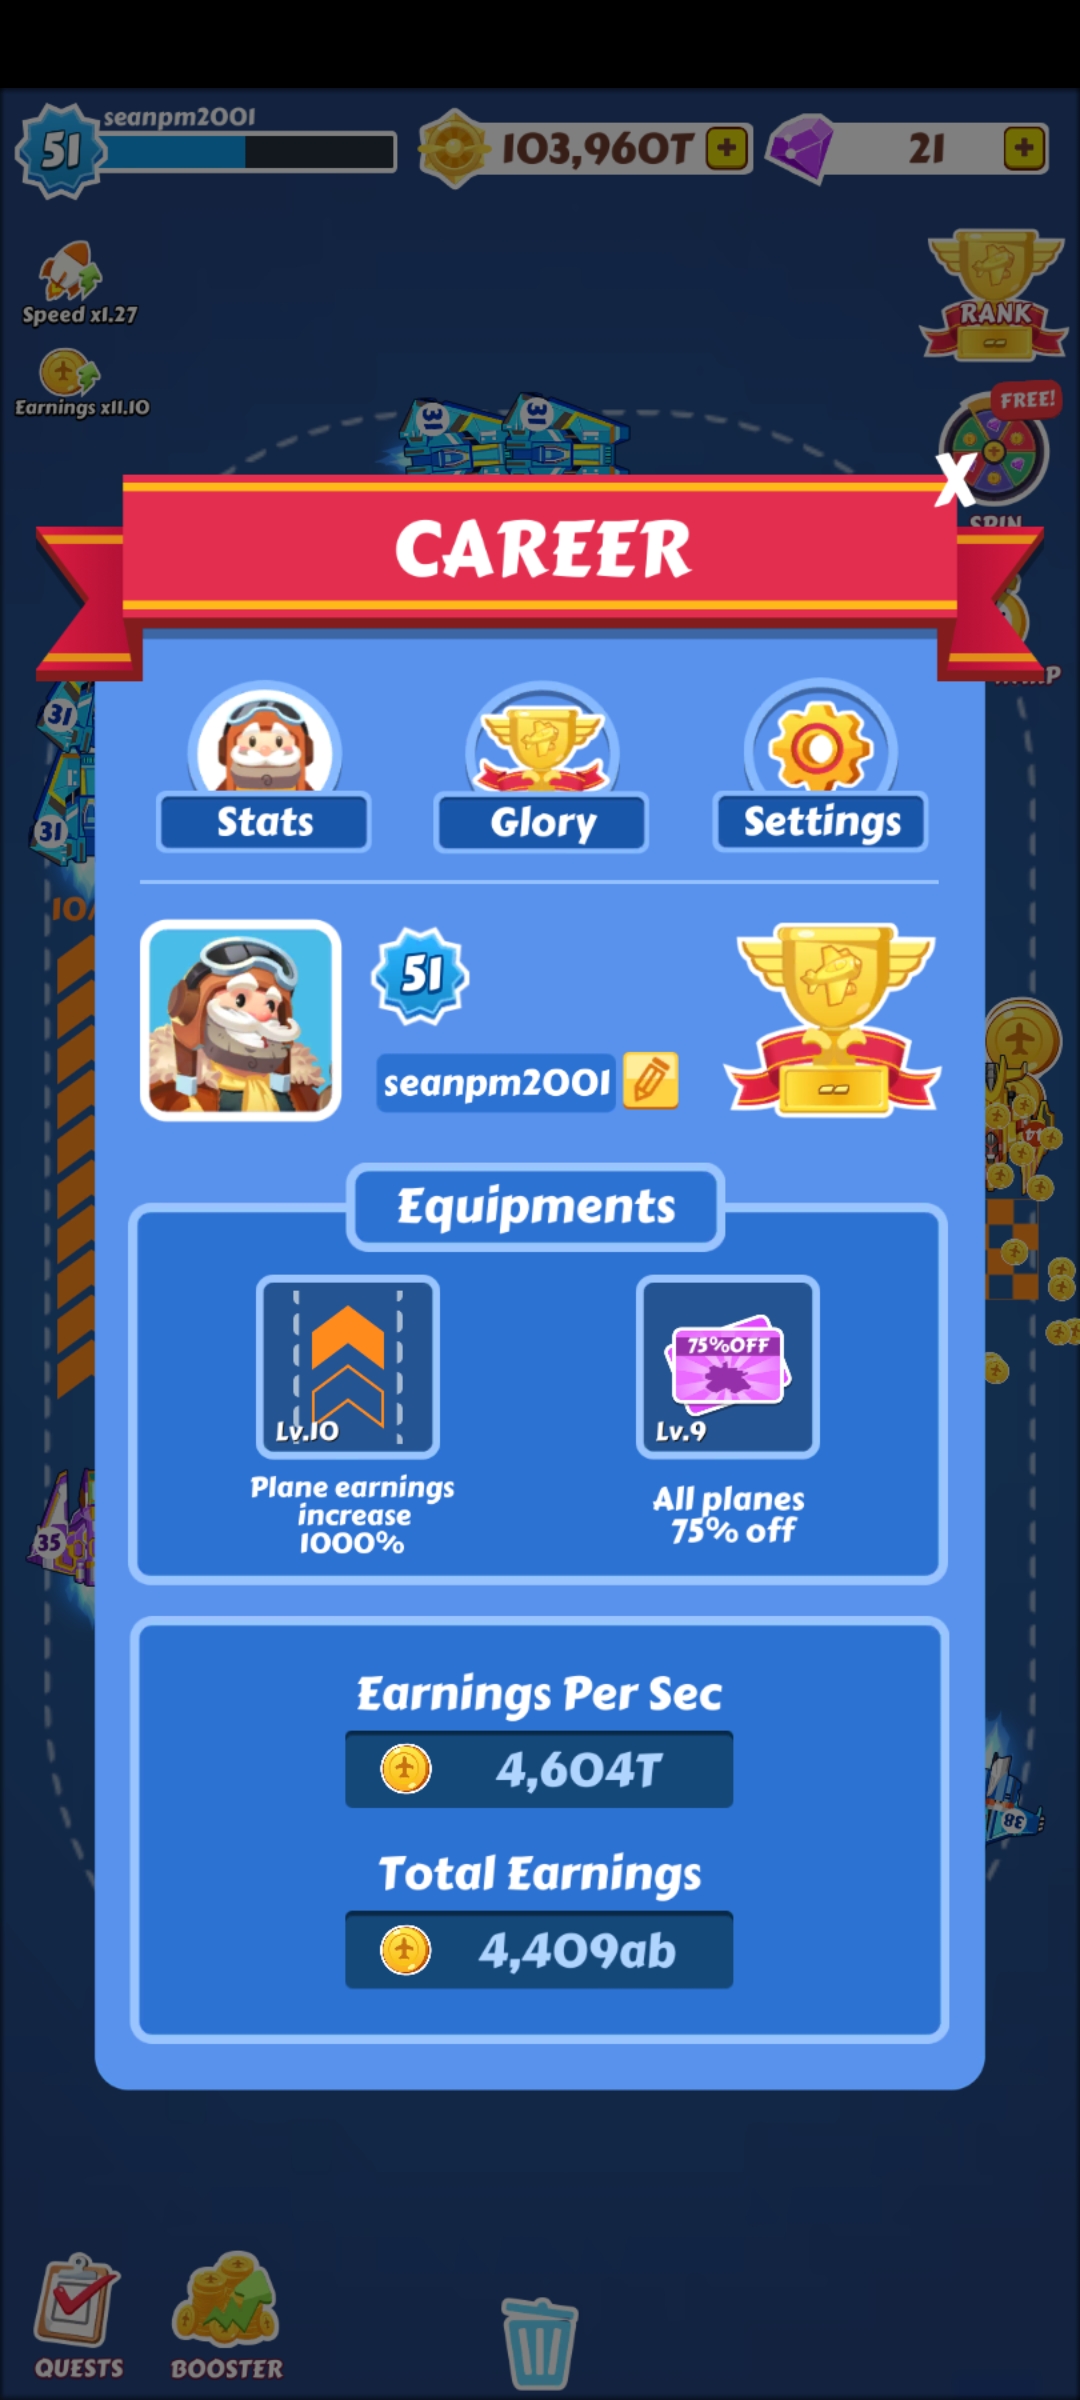 seanpm2001
51
103,960T
21
Speed x1.27
Earnings x11.10
RANK
--
FREE!
SPIN
31
31
CAREER
X
31
31
Stats
Glory
Settings
10/
51
seanpm2001
--
Equipments
75%OFF
Lv.10
Lv.9
Plane earnings
increase
1000%
All planes
75% off
35
Earnings Per Sec
4,604T
38
Total Earnings
4,409ab
QUESTS
BOOSTER